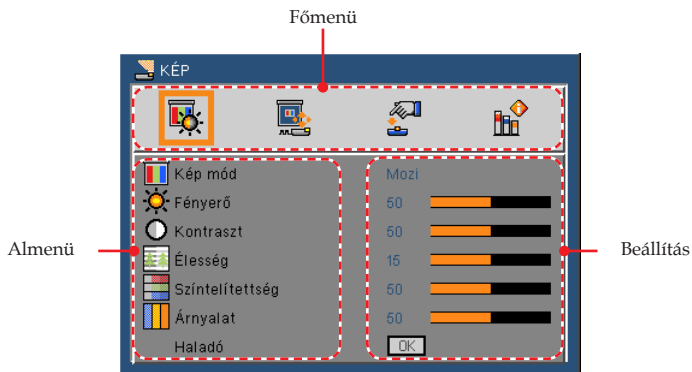 Főmenü
KÉP
Kép mód Mozi
Fényerő 50
Kontraszt 50
Élesség 15
Színtelítettség 50
Árnyalat 50
Haladó OK
Almenü
Beállítás